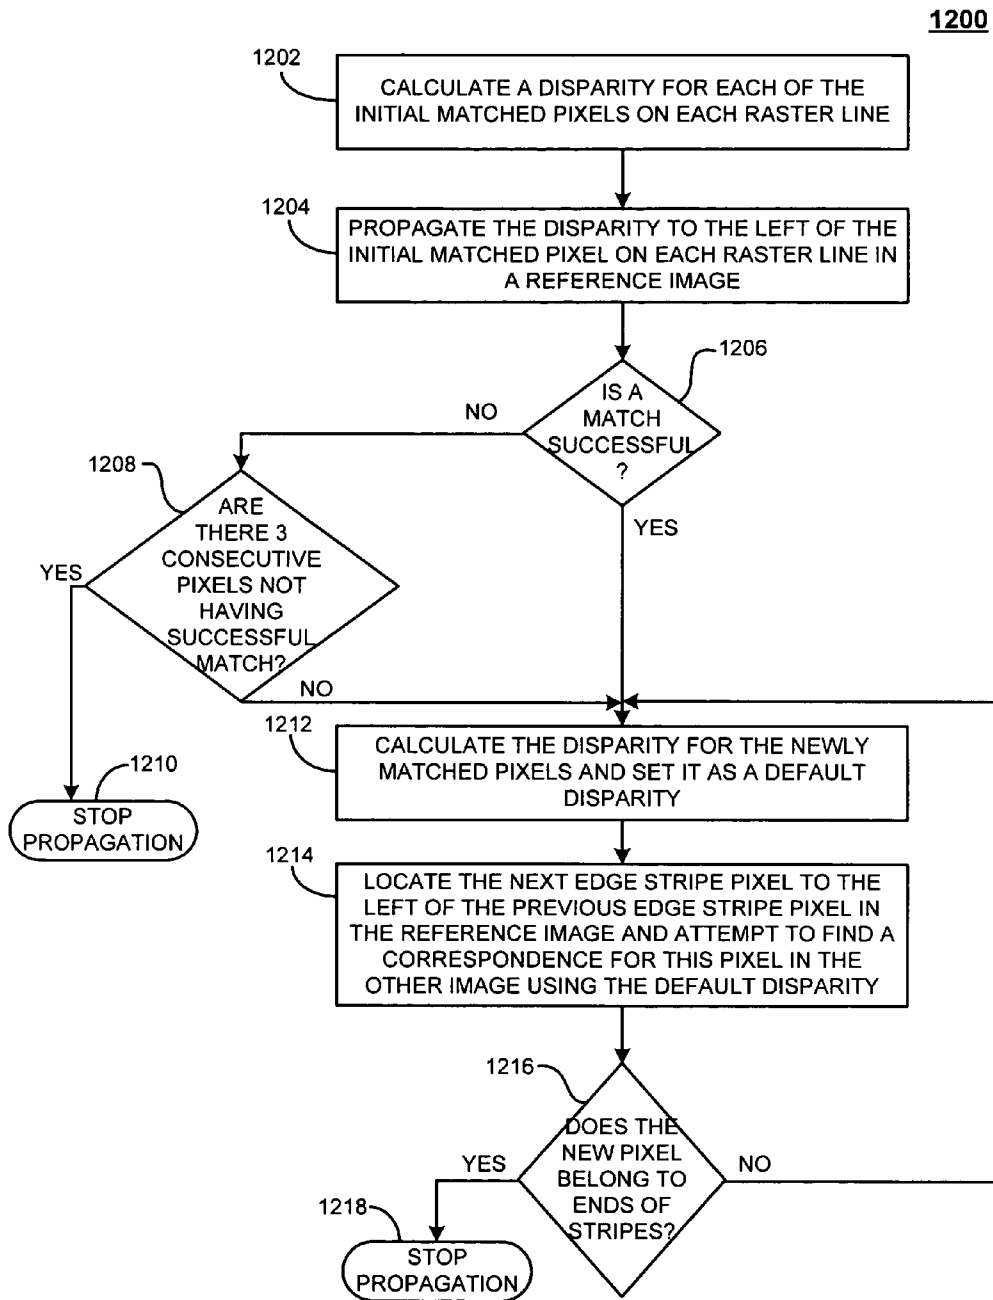 1200
1202
CALCULATE A DISPARITY FOR EACH OF THE
INITIAL MATCHED PIXELS ON EACH RASTER LINE
1204
PROPAGATE THE DISPARITY TO THE LEFT OF THE
INITIAL MATCHED PIXEL ON EACH RASTER LINE IN
A REFERENCE IMAGE
1206
IS A
MATCH
SUCCESSFUL
?
NO
YES
1208
ARE
THERE 3
CONSECUTIVE
PIXELS NOT
HAVING
SUCCESSFUL
MATCH?
YES
NO
1210
STOP
PROPAGATION
1212
CALCULATE THE DISPARITY FOR THE NEWLY
MATCHED PIXELS AND SET IT AS A DEFAULT
DISPARITY
1214
LOCATE THE NEXT EDGE STRIPE PIXEL TO THE
LEFT OF THE PREVIOUS EDGE STRIPE PIXEL IN
THE REFERENCE IMAGE AND ATTEMPT TO FIND A
CORRESPONDENCE FOR THIS PIXEL IN THE
OTHER IMAGE USING THE DEFAULT DISPARITY
1216
DOES THE
NEW PIXEL
BELONG TO
ENDS OF
STRIPES?
YES
NO
1218
STOP
PROPAGATION